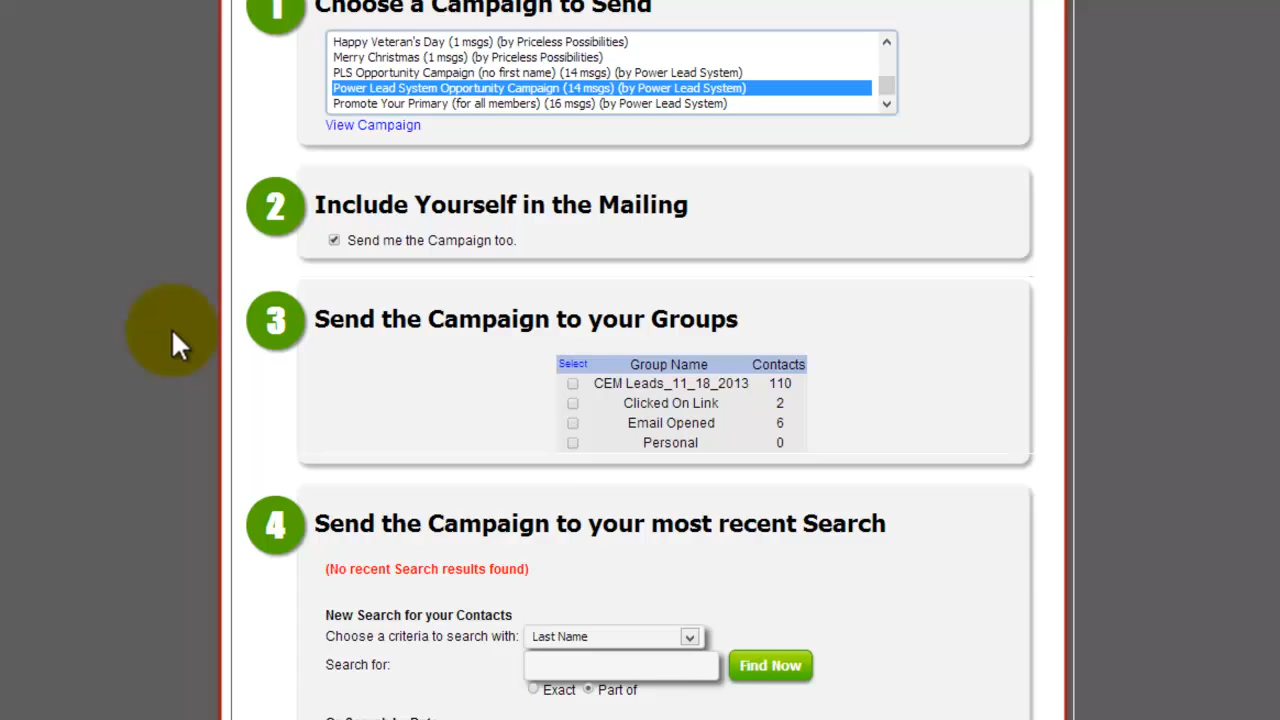 1
Choose a Campaign to Send
Happy Veteran's Day (1 msgs) (by Priceless Possibilities)
Merry Christmas (1 msgs) (by Priceless Possibilities)
PLS Opportunity Campaign (no first name) (14 msgs) (by Power Lead System)
Power Lead System Opportunity Campaign (14 msgs) (by Power Lead System)
Promote Your Primary (for all members) (16 msgs) (by Power Lead System)
View Campaign
2
Include Yourself in the Mailing
Send me the Campaign too.
3
Send the Campaign to your Groups
Select Group Name Contacts
CEM Leads_11_18_2013 110
Clicked On Link 2
Email Opened 6
Personal 0
4
Send the Campaign to your most recent Search
(No recent Search results found)
New Search for your Contacts
Choose a criteria to search with: Last Name
Search for: Find Now
Exact Part of
Or Search by Date